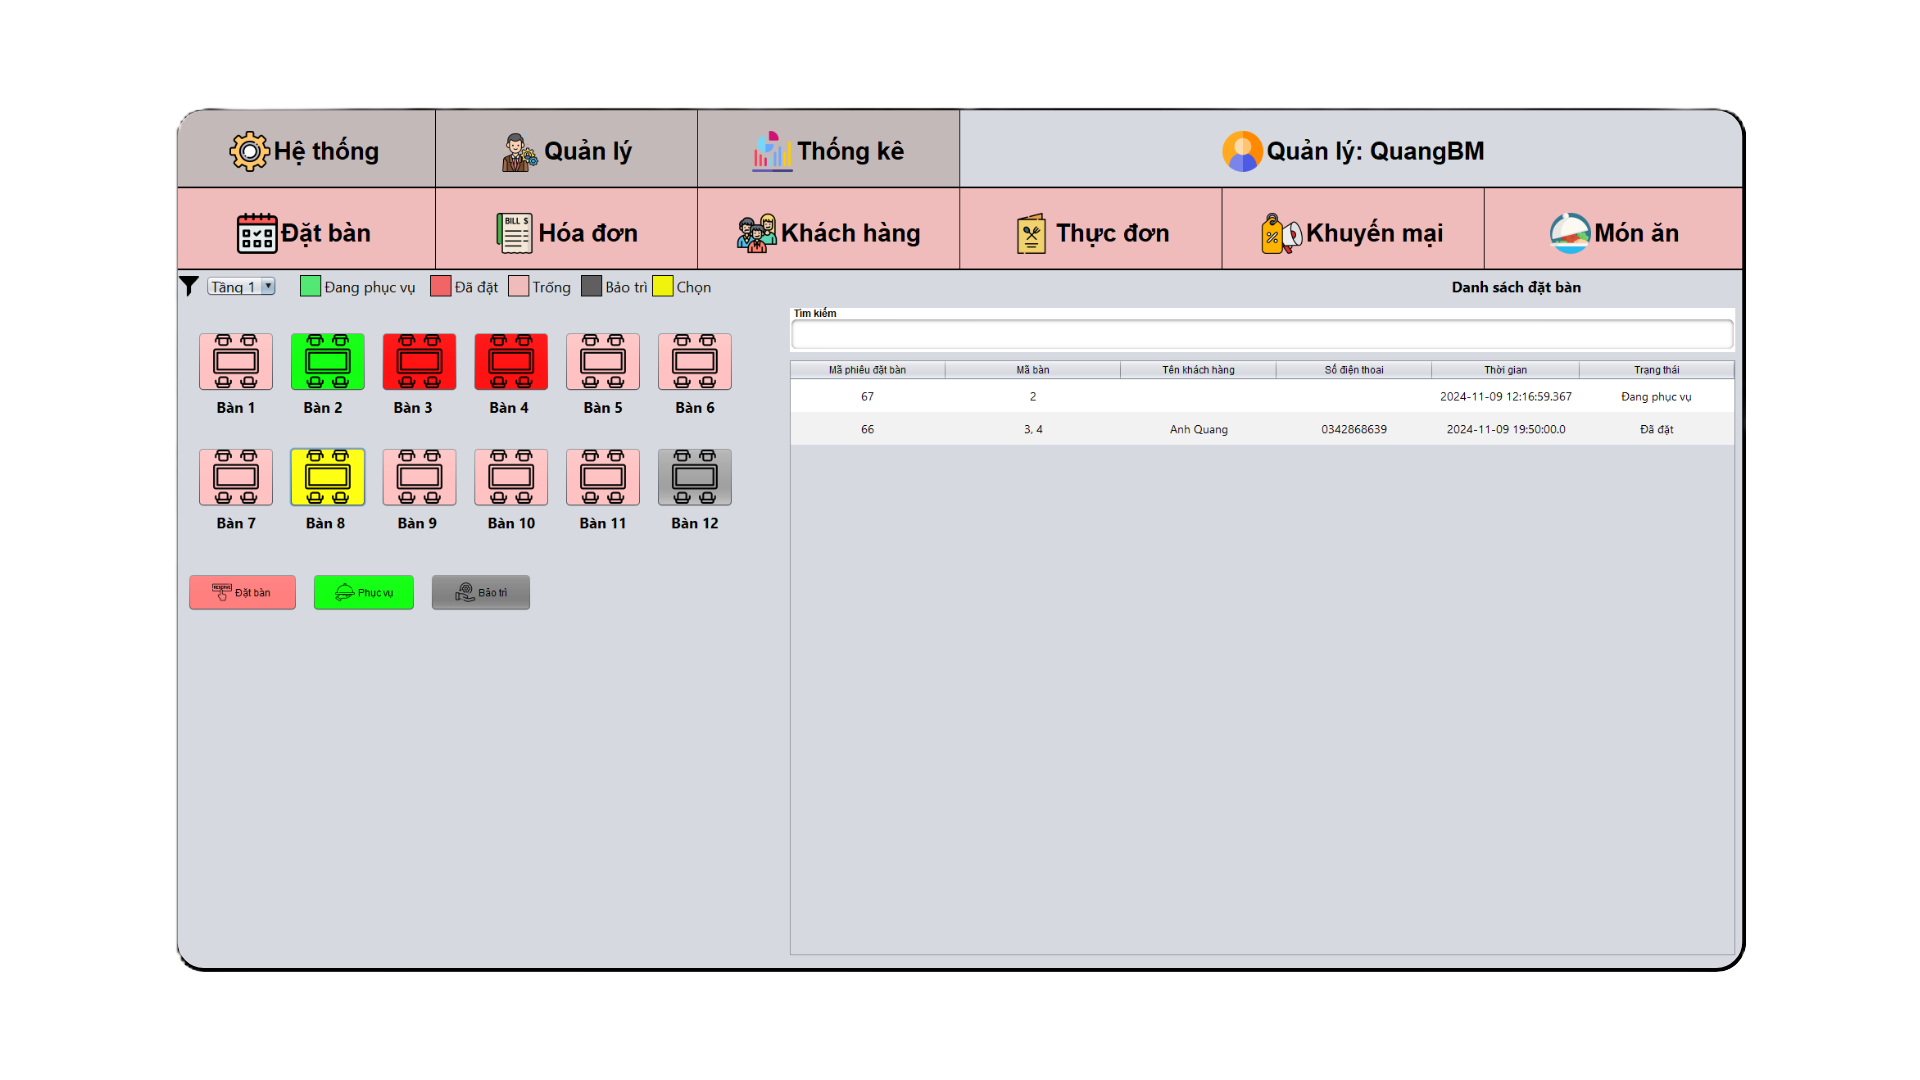 Hệ thống
Quản lý
Thống kê
Quản lý: QuangBM
Đặt bàn
BILL $
Hóa đơn
Khách hàng
Thực đơn
%
Khuyến mại
Món ăn
Tầng 1
Đang phục vụ
Đã đặt
Trống
Bảo trì
Chọn
Danh sách đặt bàn
Tìm kiếm
Bàn 1
Bàn 2
Bàn 3
Bàn 4
Bàn 5
Bàn 6
Bàn 7
Bàn 8
Bàn 9
Bàn 10
Bàn 11
Bàn 12
Đặt bàn
Phục vụ
Bảo trì
Mã phiếu đặt bàn Mã bàn Tên khách hàng Số điện thoai Thời gian Trạng thái
67 2 2024-11-09 12:16:59.367 Đang phục vụ
66 3, 4 Anh Quang 0342868639 2024-11-09 19:50:00.0 Đã đặt